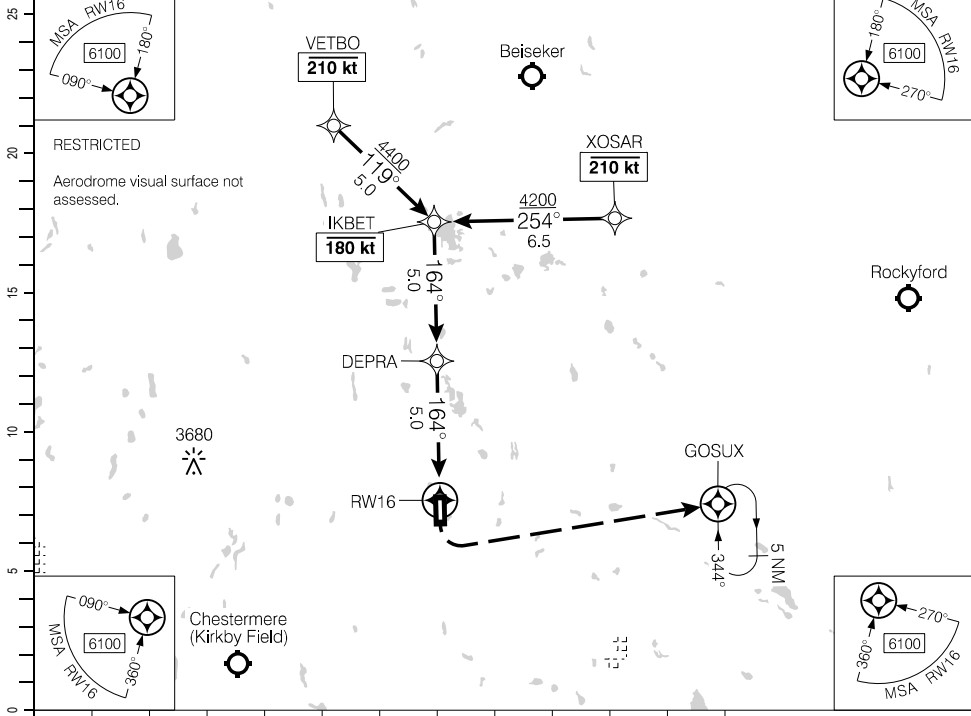 25
MSA RW16
6100
180°
090°
VETBO
210 kt
Beiseker
MSA RW16
180°
6100
270°
RESTRICTED
Aerodrome visual surface not
assessed.
20
4400
119°
5.0
XOSAR
210 kt
IKBET
180 kt
4200
254°
6.5
15
164°
5.0
Rockyford
DEPRA
164°
5.0
10
3680
GOSUX
RW16
5
344°
5 NM
090°
6100
360°
MSA RW16
Chestermere
(Kirkby Field)
270°
360°
6100
MSA RW16
0